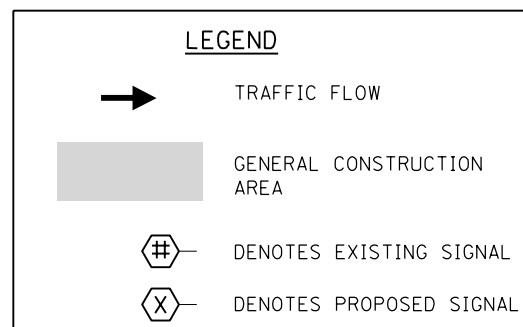 LEGEND
TRAFFIC FLOW
GENERAL CONSTRUCTION
AREA
# DENOTES EXISTING SIGNAL
X DENOTES PROPOSED SIGNAL